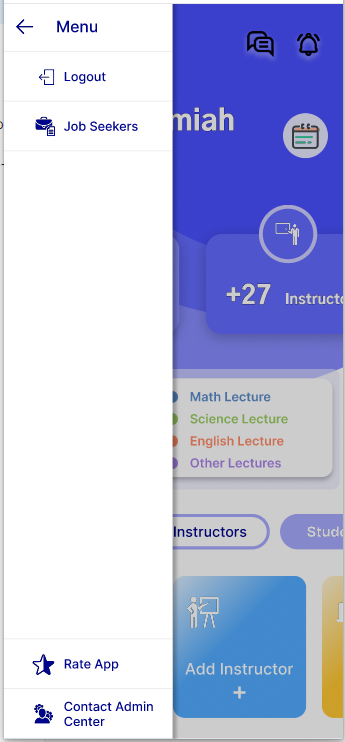 Menu
Logout
Job Seekers
miah
+27 Instructo
Math Lecture
Science Lecture
English Lecture
Other Lectures
Instructors
Stude
Add Instructor
+
Rate App
Contact Admin
Center